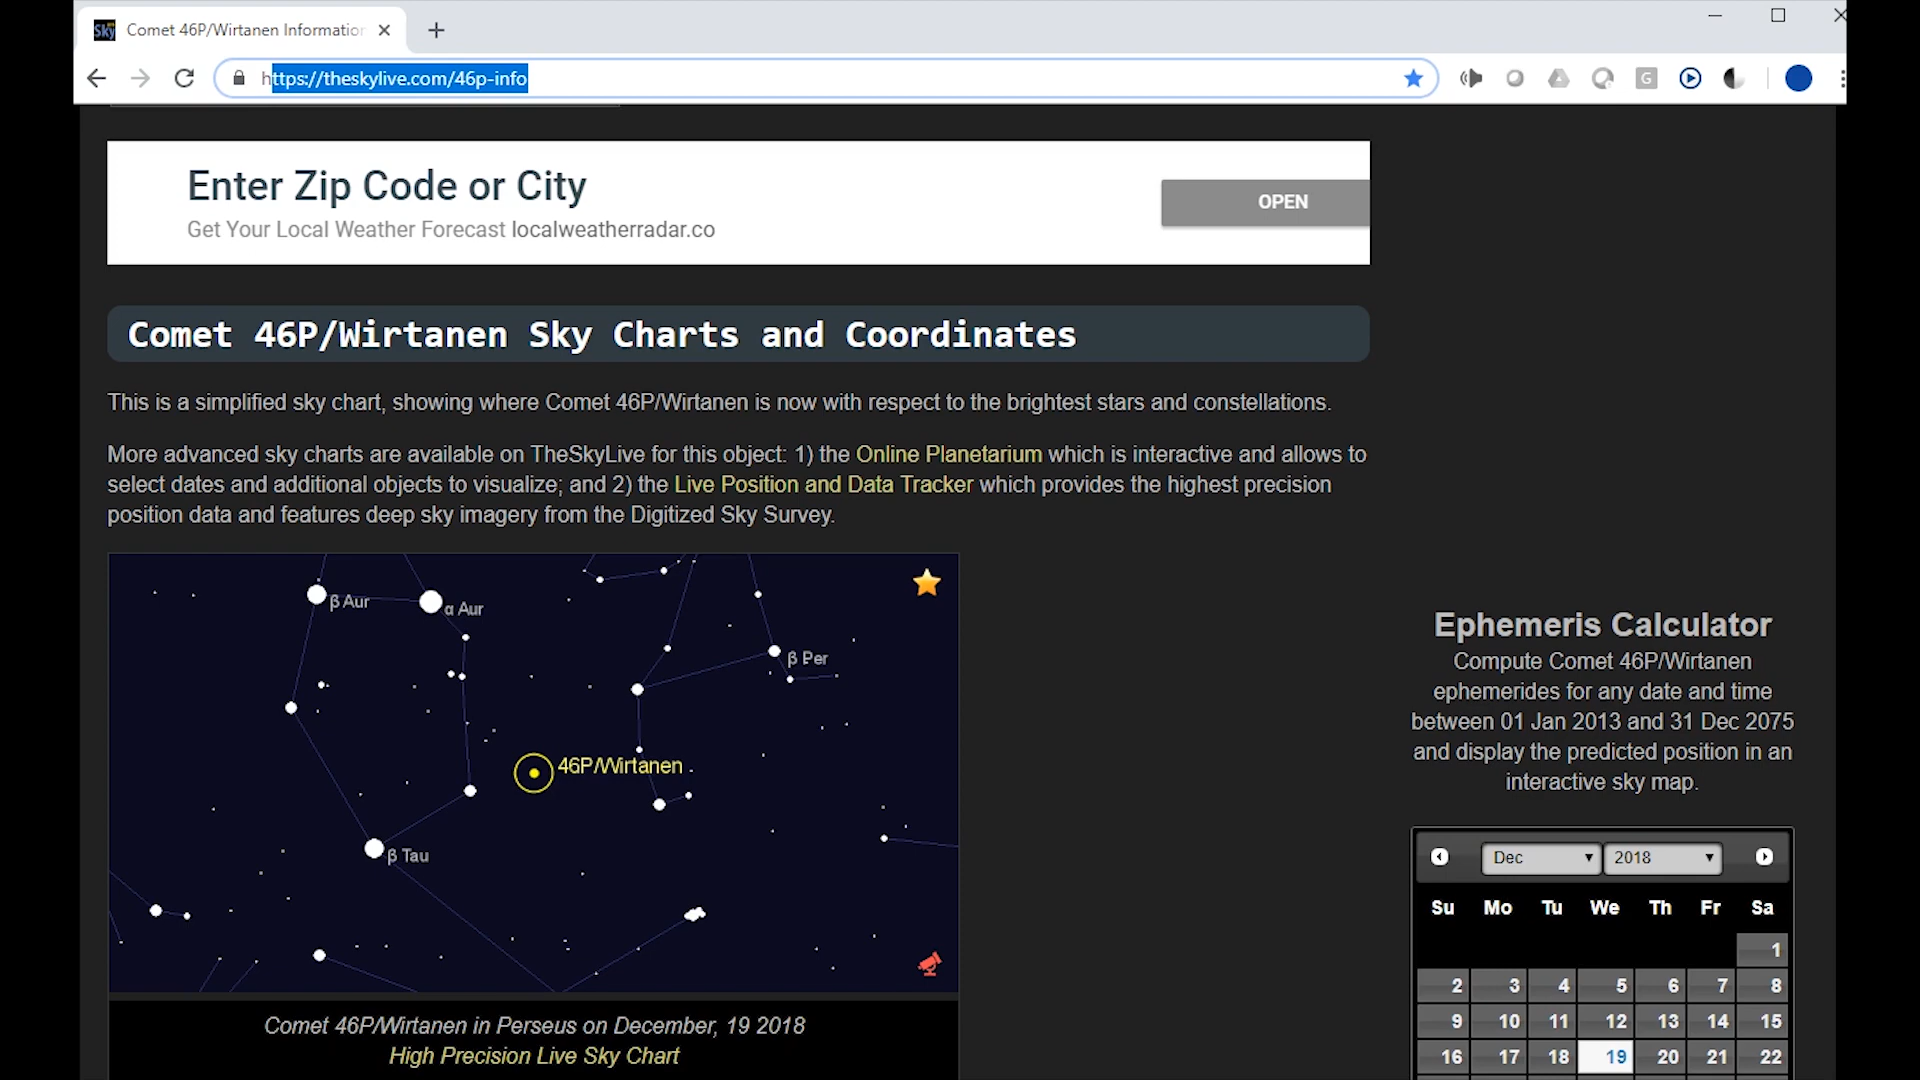 Sky
Comet 46P/Wirtanen Information
https://theskylive.com/46p-info
G
Enter Zip Code or City
Get Your Local Weather Forecast localweatherradar.co
OPEN
Comet 46P/Wirtanen Sky Charts and Coordinates
This is a simplified sky chart, showing where Comet 46P/Wirtanen is now with respect to the brightest stars and constellations.
More advanced sky charts are available on TheSkyLive for this object: 1) the Online Planetarium which is interactive and allows to
select dates and additional objects to visualize; and 2) the Live Position and Data Tracker which provides the highest precision
position data and features deep sky imagery from the Digitized Sky Survey.
β Aur
α Aur
β Per
46P/Wirtanen
β Tau
Comet 46P/Wirtanen in Perseus on December, 19 2018
High Precision Live Sky Chart
Ephemeris Calculator
Compute Comet 46P/Wirtanen
ephemerides for any date and time
between 01 Jan 2013 and 31 Dec 2075
and display the predicted position in an
interactive sky map.
Dec 2018
Su Mo Tu We Th Fr Sa
1
2 3 4 5 6 7 8
9 10 11 12 13 14 15
16 17 18 19 20 21 22